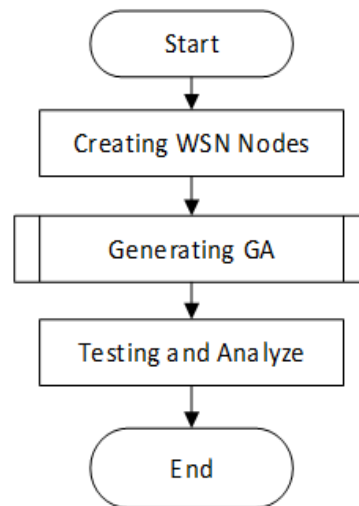 Start
Creating WSN Nodes
Generating GA
Testing and Analyze
End